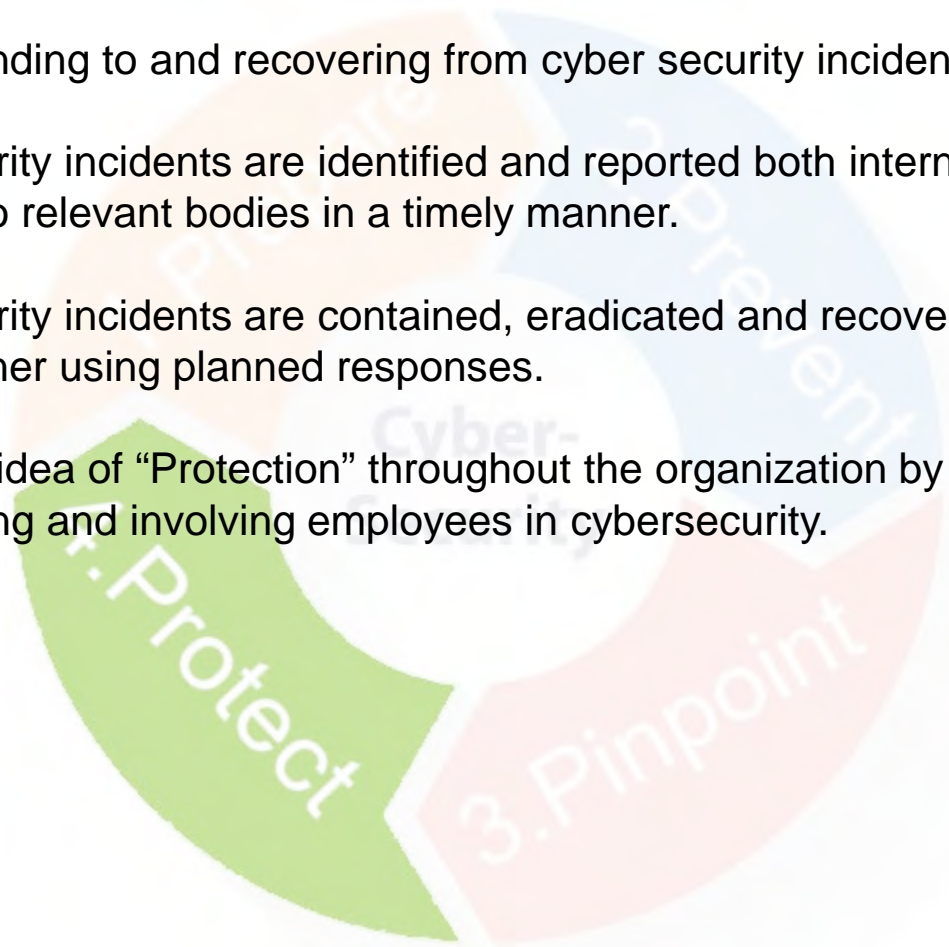 nding to and recovering from cyber security inciden
rity incidents are identified and reported both intern
o relevant bodies in a timely manner.
rity incidents are contained, eradicated and recove
ner using planned responses.
idea of “Protection” throughout the organization by
ng and involving employees in cybersecurity.
1.Prepare
2.Prevent
Cyber-
Security
4.Protect
3.Pinpoint